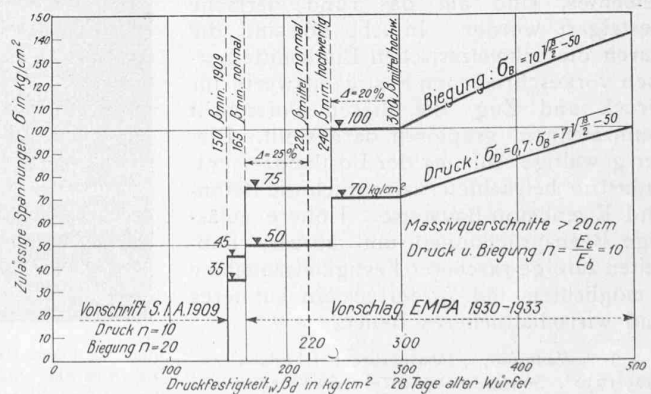 Zulässige Spannungen σ in kg/cm²
150
140
130
120
110
100
90
80
70
60
50
40
30
20
10
0
150 βmin. 1909
165 βmin. normal
220 βmittel normal
240 βmin. hochwertig
300 βmittel hochw.
Δ = 20%
100
Δ = 25%
75
50
70 kg/cm²
45
35
Biegung: σB = 10√β/2 − 50
Druck: σD = 0,7 · σB = 7√β/2 − 50
Massivquerschnitte > 20cm
Druck u. Biegung n = Ee/Eb = 10
Vorschrift S.I.A. 1909
Druck n = 10
Biegung n = 20
Vorschlag EMPA 1930-1933
0 100 200 220 300 400 500
Druckfestigkeit wβd in kg/cm² 28 Tage alter Würfel